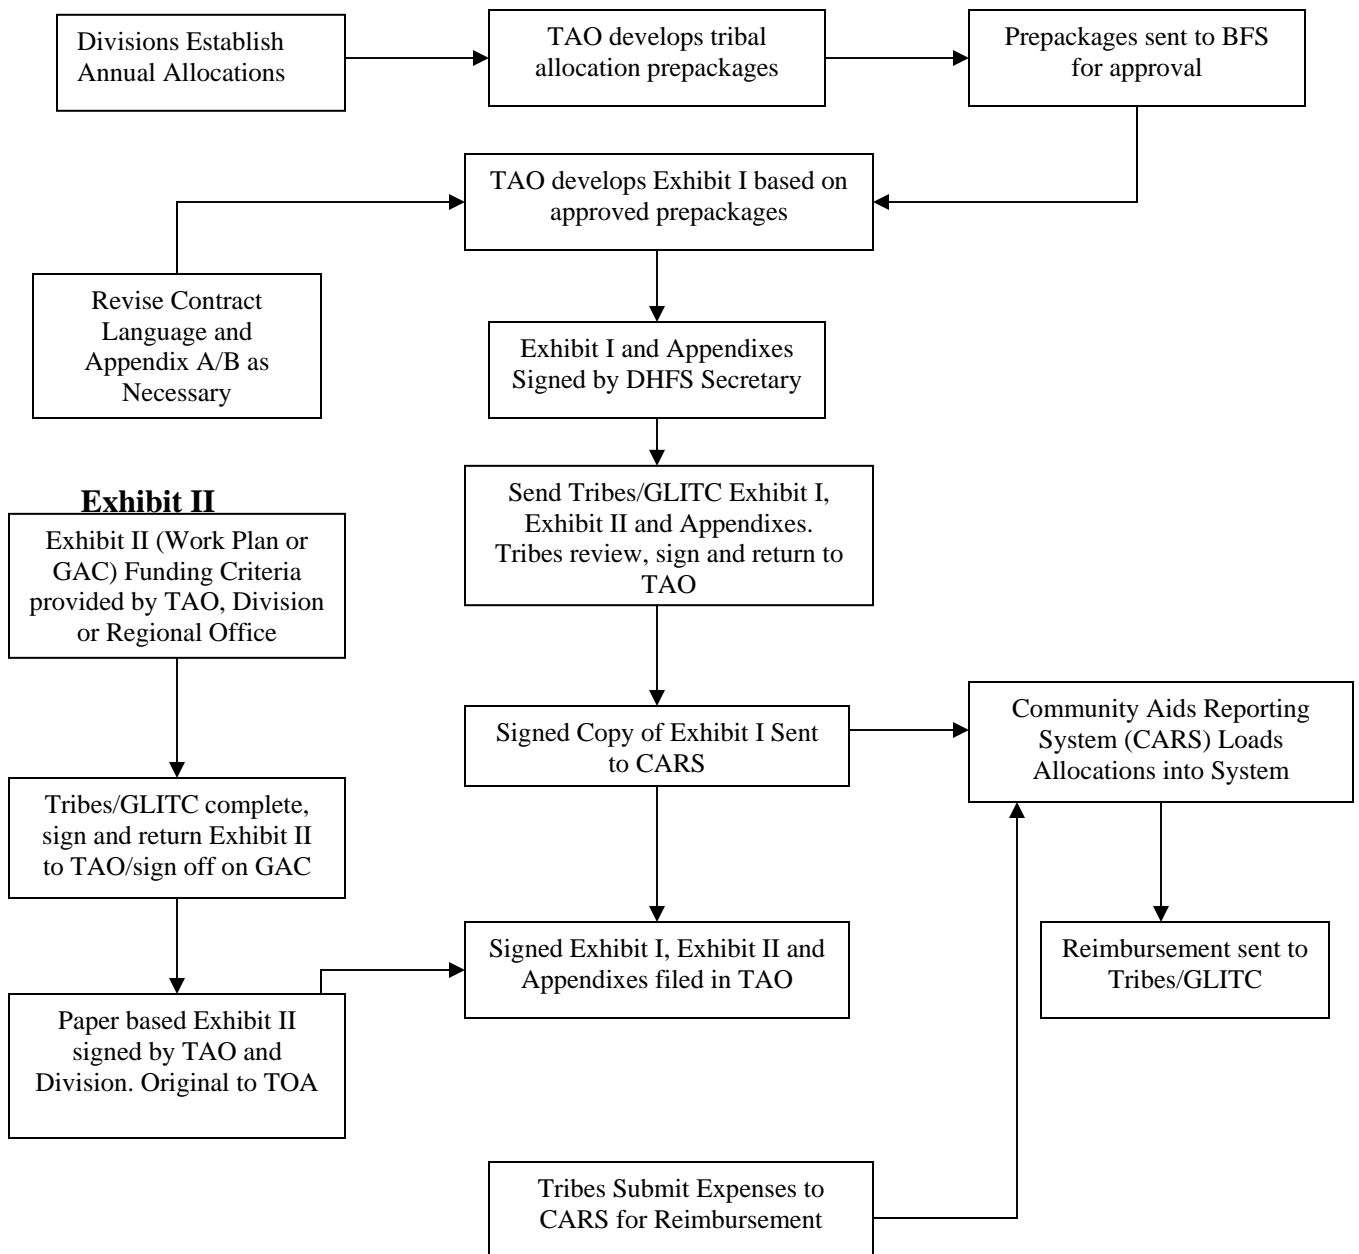 Divisions Establish
Annual Allocations
TAO develops tribal
allocation prepackages
Prepackages sent to BFS
for approval
TAO develops Exhibit I based on
approved prepackages
Revise Contract
Language and
Appendix A/B as
Necessary
Exhibit I and Appendixes
Signed by DHFS Secretary
Send Tribes/GLITC Exhibit I,
Exhibit II and Appendixes.
Tribes review, sign and return to
TAO
Exhibit II
Exhibit II (Work Plan or
GAC) Funding Criteria
provided by TAO, Division
or Regional Office
Signed Copy of Exhibit I Sent
to CARS
Community Aids Reporting
System (CARS) Loads
Allocations into System
Tribes/GLITC complete,
sign and return Exhibit II
to TAO/sign off on GAC
Signed Exhibit I, Exhibit II and
Appendixes filed in TAO
Reimbursement sent to
Tribes/GLITC
Paper based Exhibit II
signed by TAO and
Division. Original to TOA
Tribes Submit Expenses to
CARS for Reimbursement